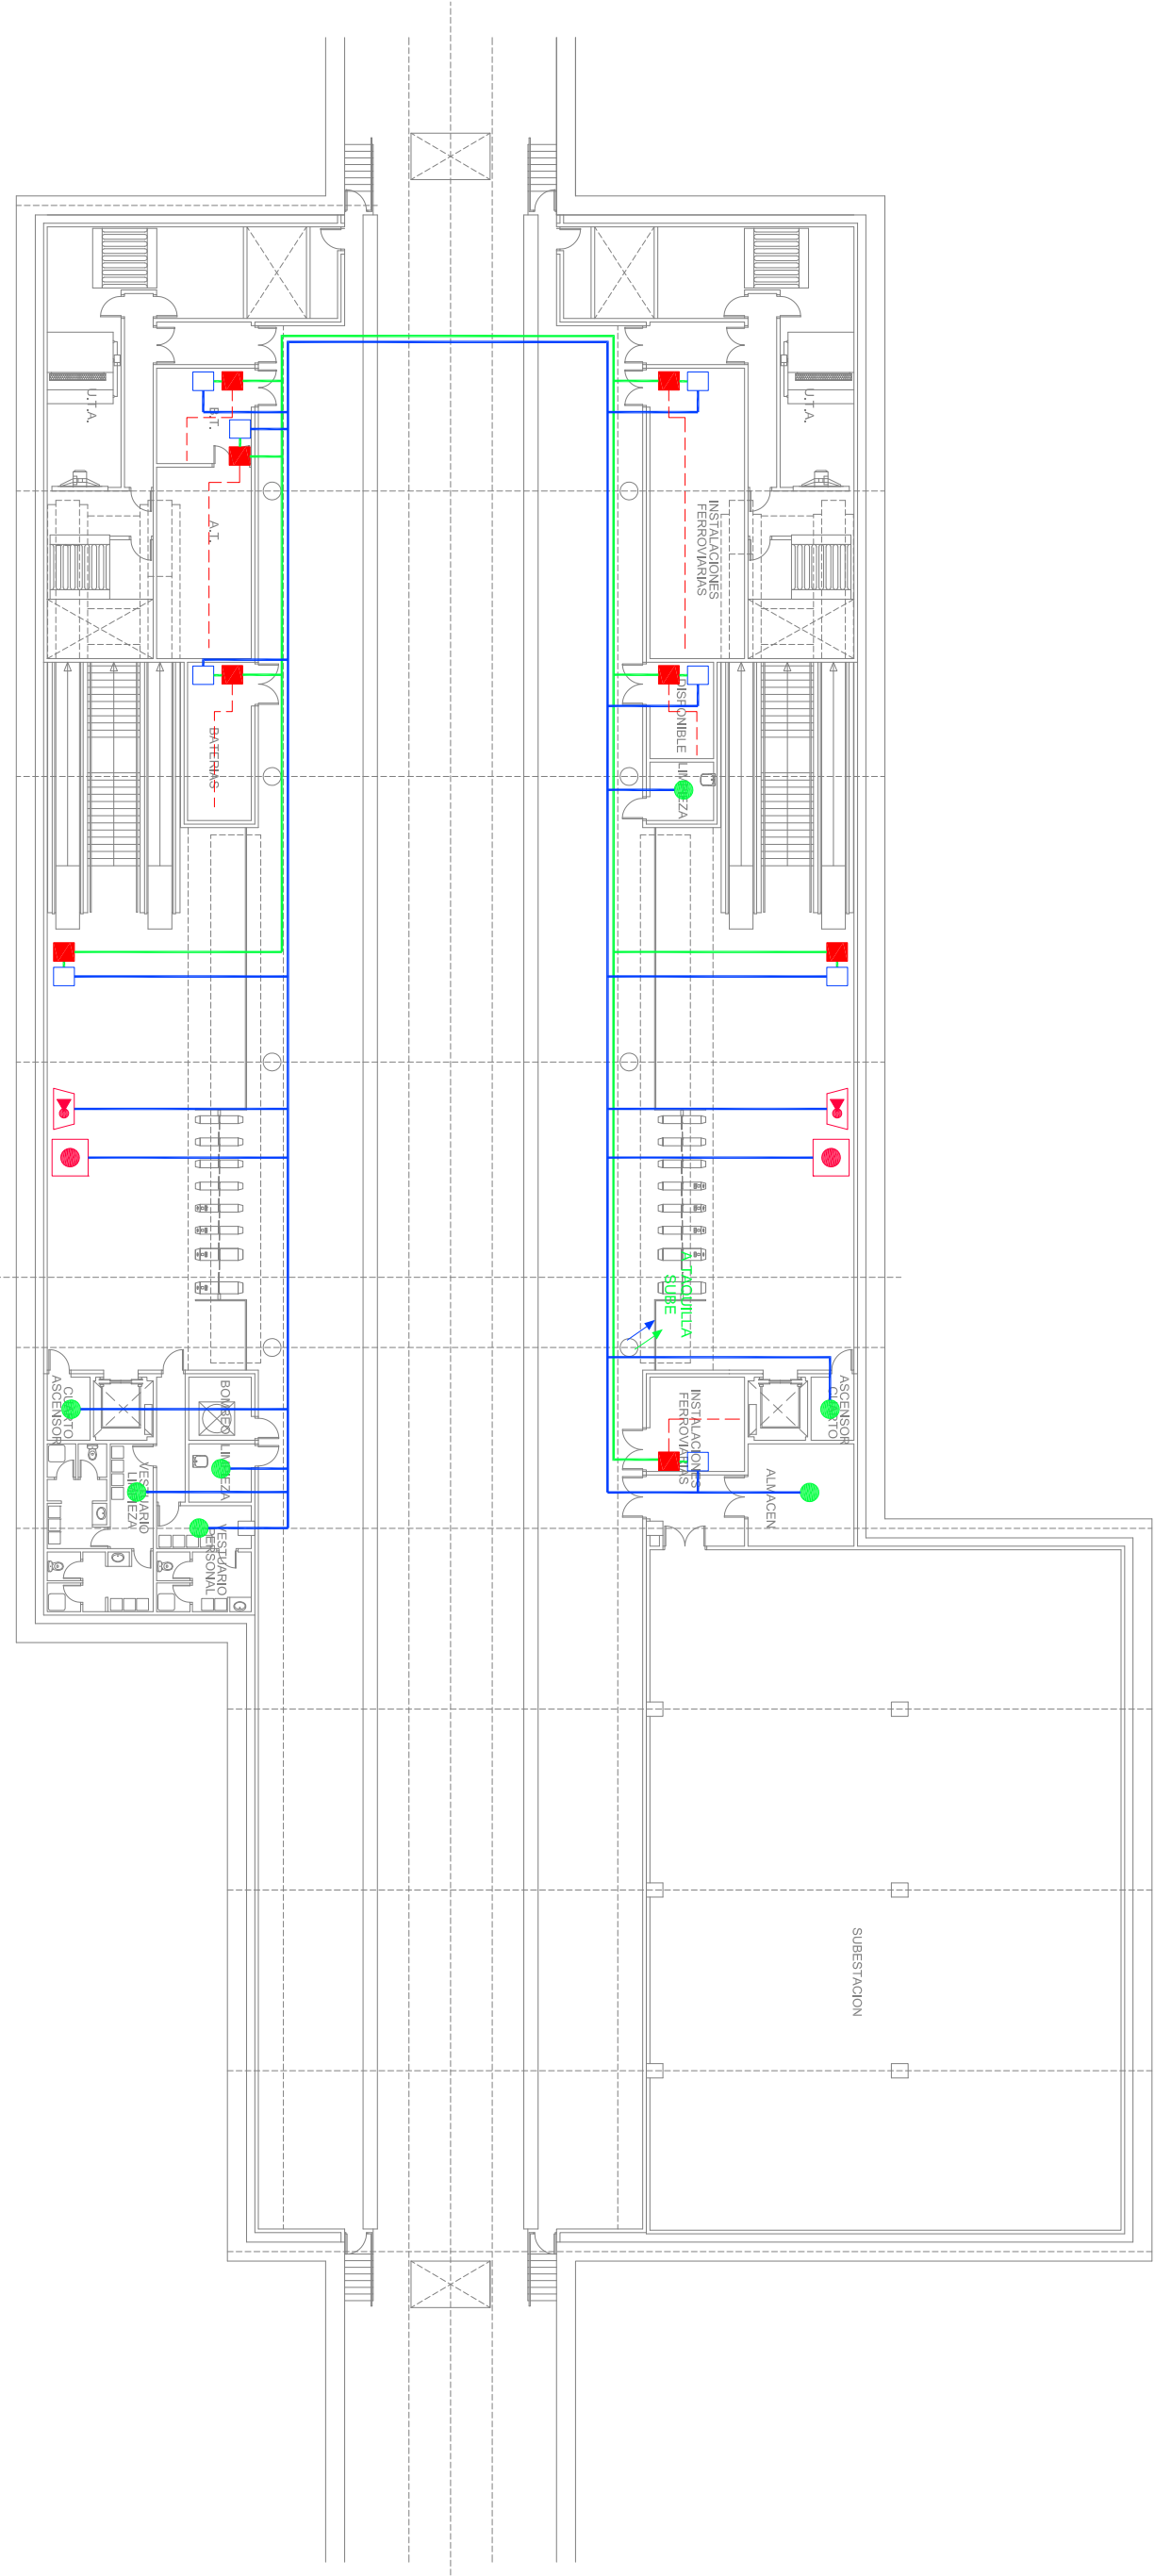 U.T.A.
B.T.
U.T.A.
A.T.
INSTALACIONES
FERROVIARIAS
BATERIAS
DISPONIBLE
LIMPIEZA
A TAQUILLA
SUBE
CUARTO
ASCENSOR
BOMBEO
LIMPIEZA
VESTUARIO
LIMPIEZA
VESTUARIO
PERSONAL
INSTALACIONES
FERROVIARIAS
ASCENSOR
CUARTO
ALMACEN
SUBESTACION